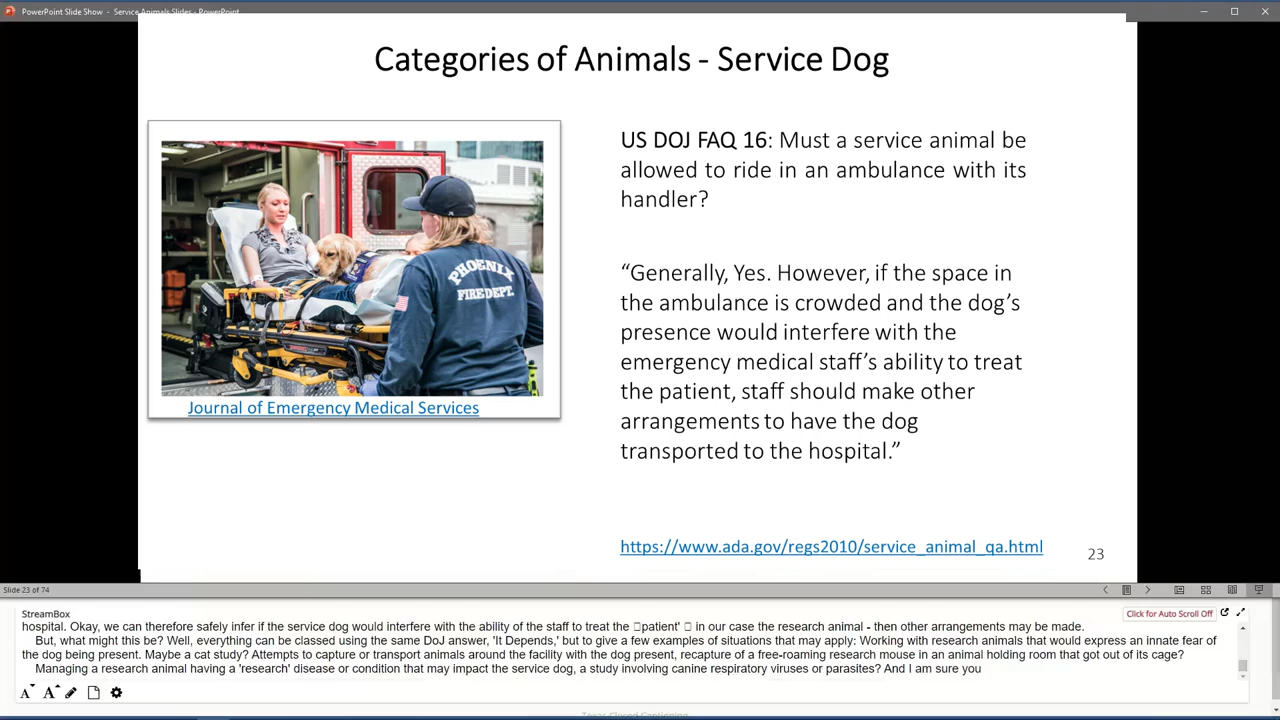 PowerPoint Slide Show - Service Animals Slides - PowerPoint
Categories of Animals - Service Dog
PHOENIX
FIRE DEPT.
Journal of Emergency Medical Services
US DOJ FAQ 16: Must a service animal be
allowed to ride in an ambulance with its
handler?
“Generally, Yes. However, if the space in
the ambulance is crowded and the dog’s
presence would interfere with the
emergency medical staff’s ability to treat
the patient, staff should make other
arrangements to have the dog
transported to the hospital.”
https://www.ada.gov/regs2010/service_animal_qa.html
23
Slide 23 of 74
StreamBox
Click for Auto Scroll Off
hospital. Okay, we can therefore safely infer if the service dog would interfere with the ability of the staff to treat the □patient' □ in our case the research animal - then other arrangements may be made.
But, what might this be? Well, everything can be classed using the same DoJ answer, 'It Depends,' but to give a few examples of situations that may apply: Working with research animals that would express an innate fear of
the dog being present. Maybe a cat study? Attempts to capture or transport animals around the facility with the dog present, recapture of a free-roaming research mouse in an animal holding room that got out of its cage?
Managing a research animal having a 'research' disease or condition that may impact the service dog, a study involving canine respiratory viruses or parasites? And I am sure you
A A
Texas Closed Captioning